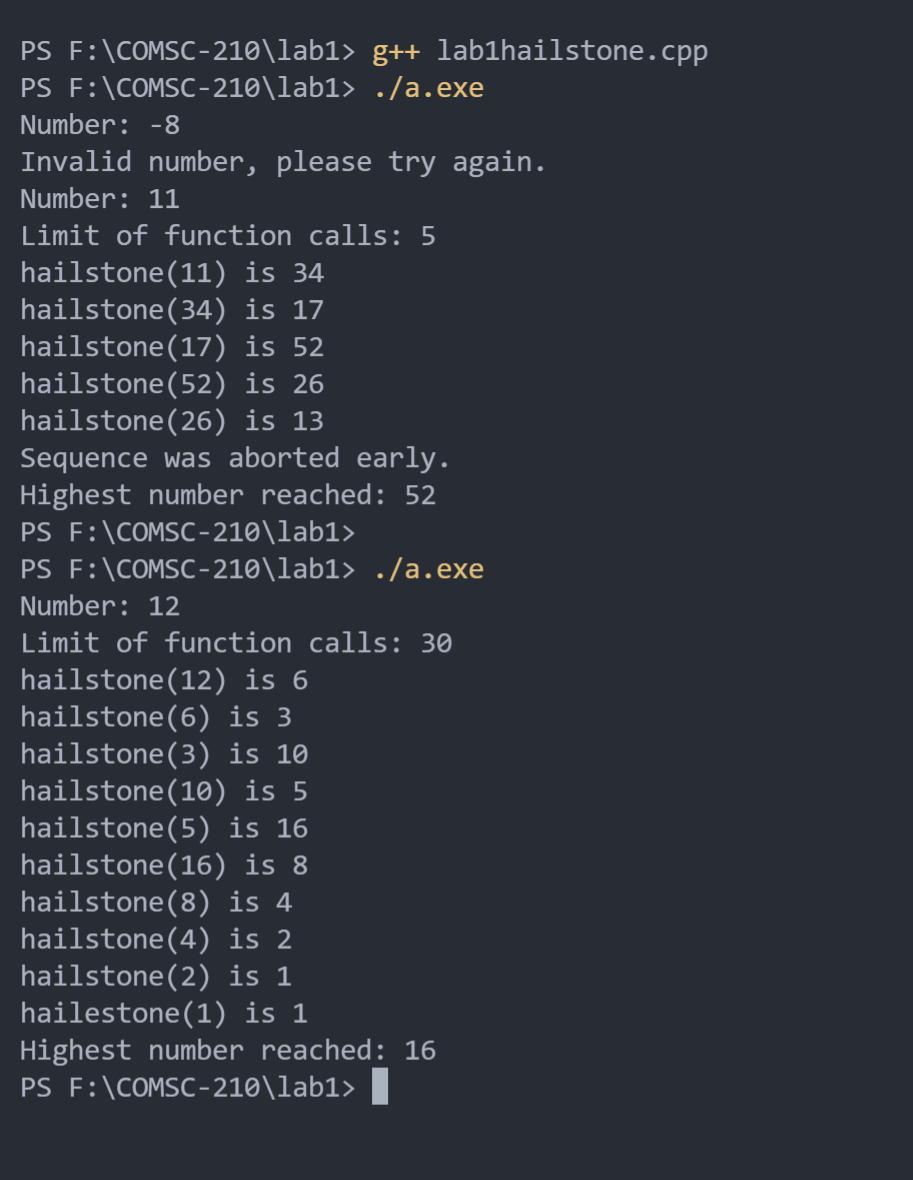 PS F:\COMSC-210\lab1> g++ lab1hailstone.cpp
PS F:\COMSC-210\lab1> ./a.exe
Number: -8
Invalid number, please try again.
Number: 11
Limit of function calls: 5
hailstone(11) is 34
hailstone(34) is 17
hailstone(17) is 52
hailstone(52) is 26
hailstone(26) is 13
Sequence was aborted early.
Highest number reached: 52
PS F:\COMSC-210\lab1>
PS F:\COMSC-210\lab1> ./a.exe
Number: 12
Limit of function calls: 30
hailstone(12) is 6
hailstone(6) is 3
hailstone(3) is 10
hailstone(10) is 5
hailstone(5) is 16
hailstone(16) is 8
hailstone(8) is 4
hailstone(4) is 2
hailstone(2) is 1
hailestone(1) is 1
Highest number reached: 16
PS F:\COMSC-210\lab1>